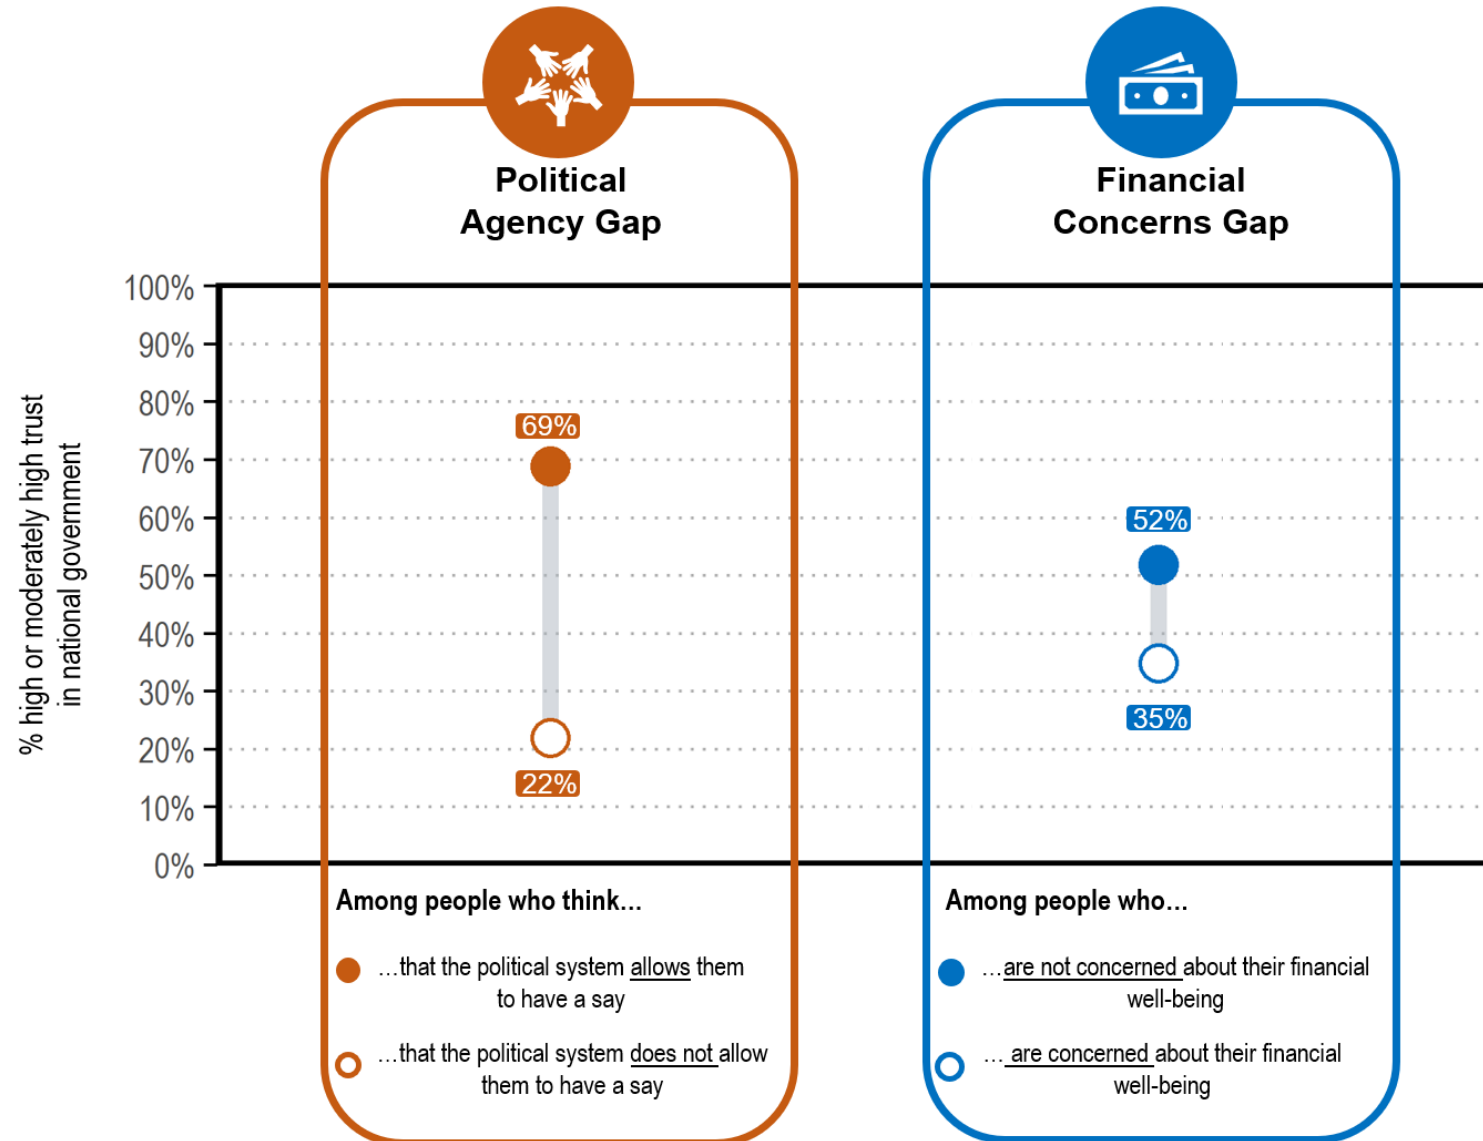 Political
Agency Gap
Financial
Concerns Gap
% high or moderately high trust
in national government
100%
90%
80%
70%
60%
50%
40%
30%
20%
10%
0%
69%
22%
52%
35%
Among people who think…
…that the political system allows them
to have a say
…that the political system does not allow
them to have a say
Among people who…
…are not concerned about their financial
well-being
… are concerned about their financial
well-being